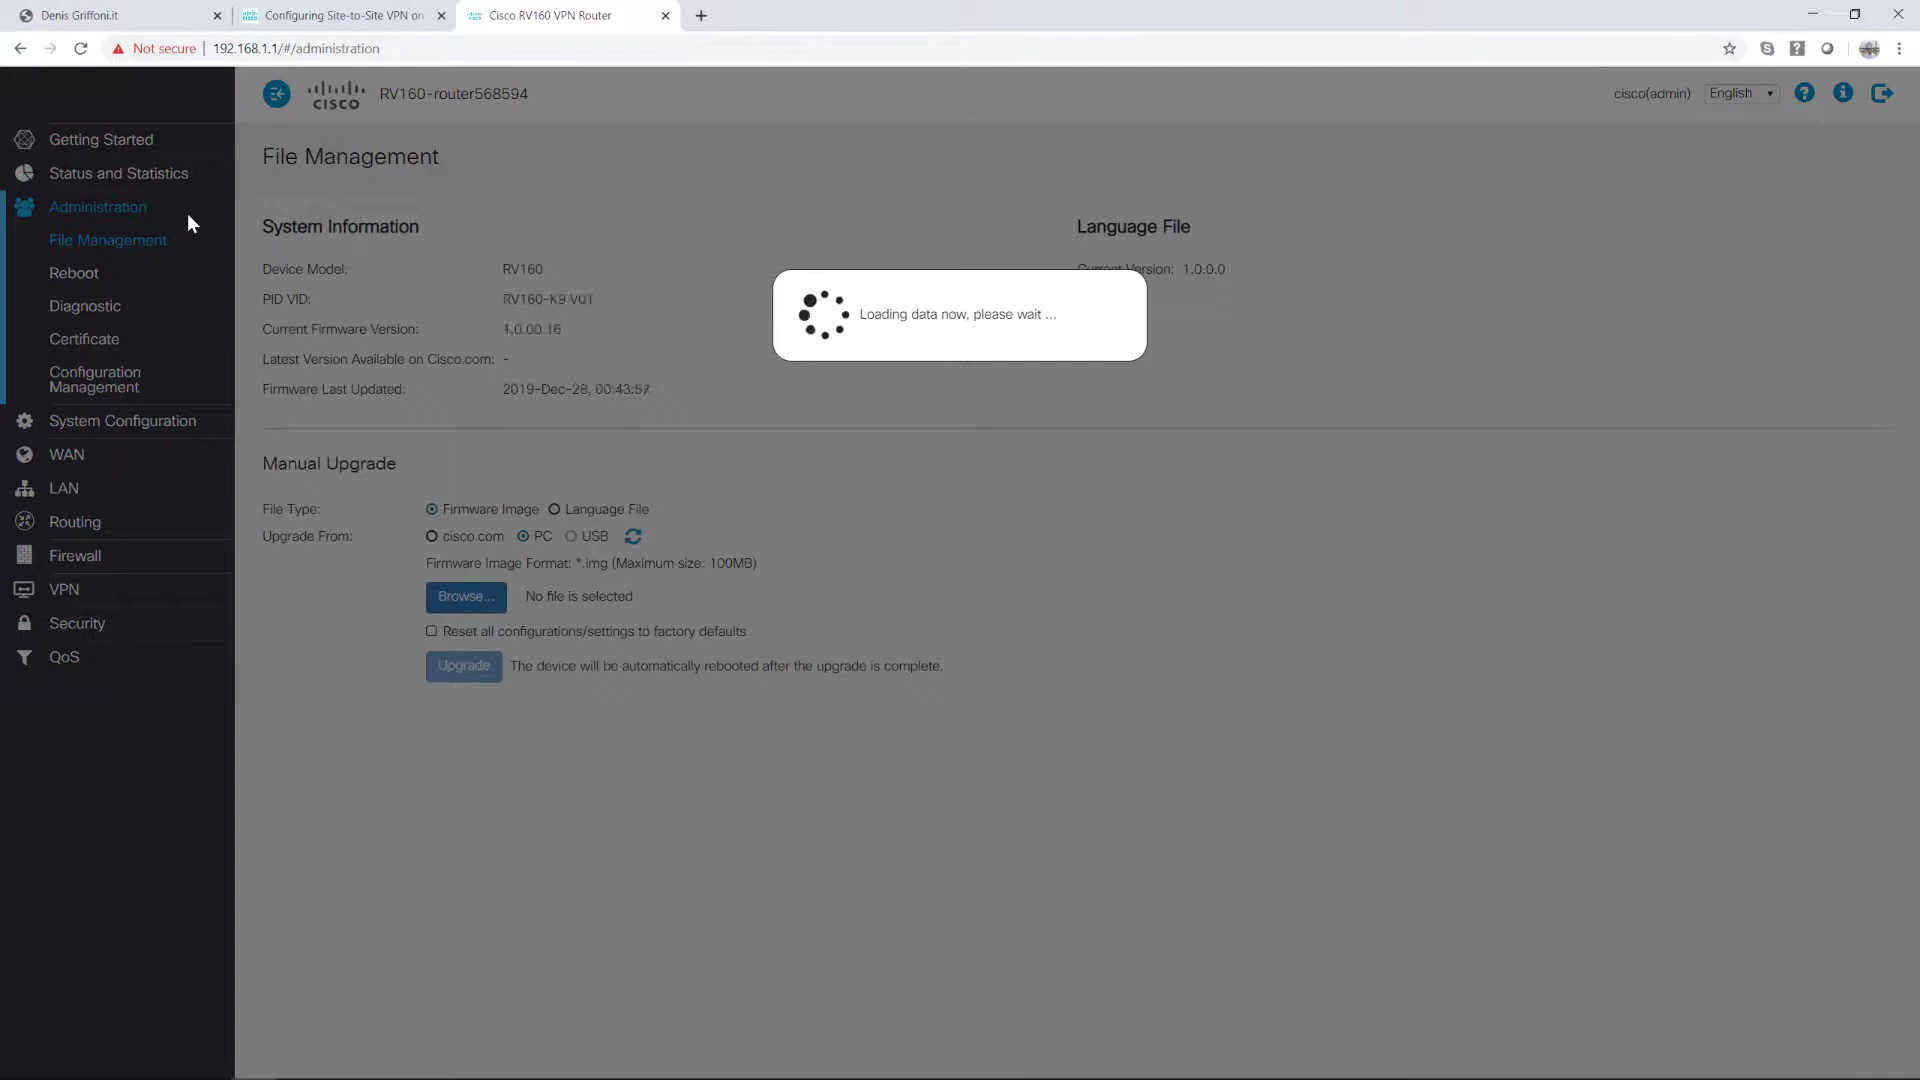 Denis Griffoni.it
Configuring Site-to-Site VPN on
Cisco RV160 VPN Router
Not secure
192.168.1.1/#/administration
CISCO
RV160-router568594
cisco(admin)
English
Getting Started
Status and Statistics
Administration
File Management
Reboot
Diagnostic
Certificate
Configuration
Management
System Configuration
WAN
LAN
Routing
Firewall
VPN
Security
QoS
File Management
System Information
Language File
Device Model: RV160
Current Version: 1.0.0.0
PID VID: RV160-K9 V01
Current Firmware Version: 1.0.00.16
Latest Version Available on Cisco.com: -
Firmware Last Updated: 2019-Dec-28, 00:43:57
Loading data now, please wait ...
Manual Upgrade
File Type: Firmware Image Language File
Upgrade From: cisco.com PC USB
Firmware Image Format: *.img (Maximum size: 100MB)
Browse... No file is selected
Reset all configurations/settings to factory defaults
Upgrade The device will be automatically rebooted after the upgrade is complete.